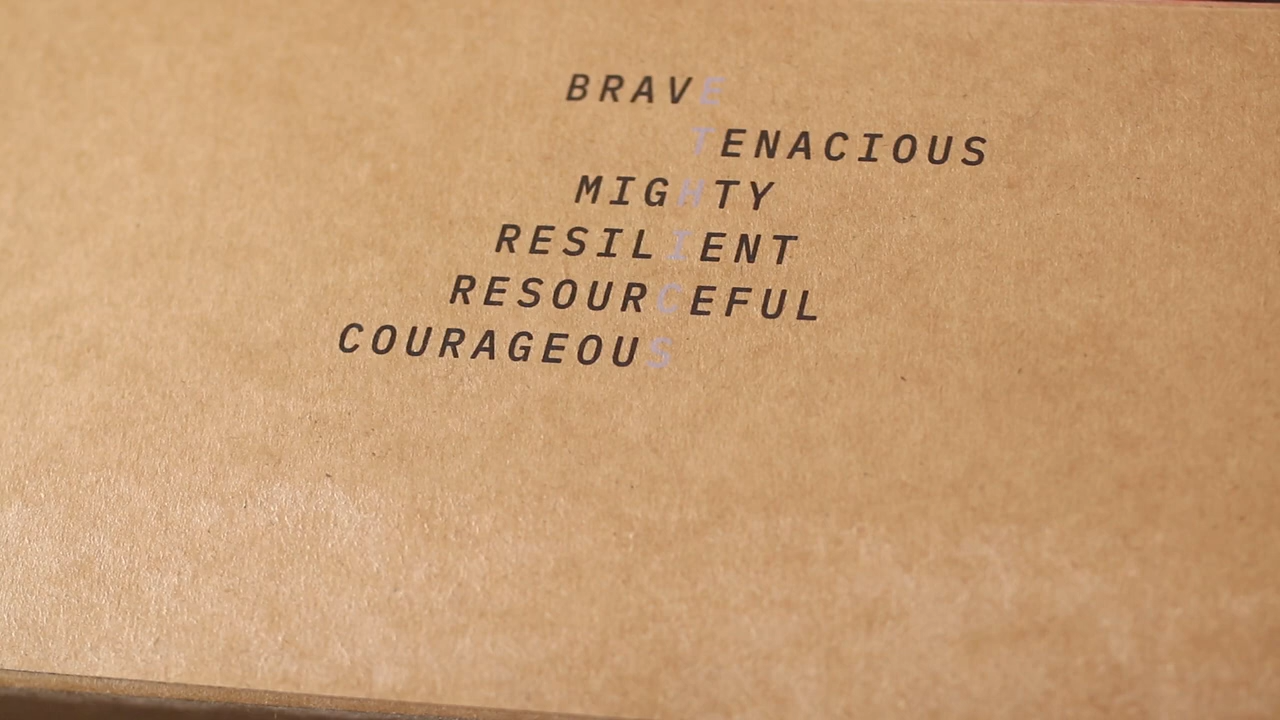 BRAVE
TENACIOUS
MIGHTY
RESILIENT
RESOURCEFUL
COURAGEOUS